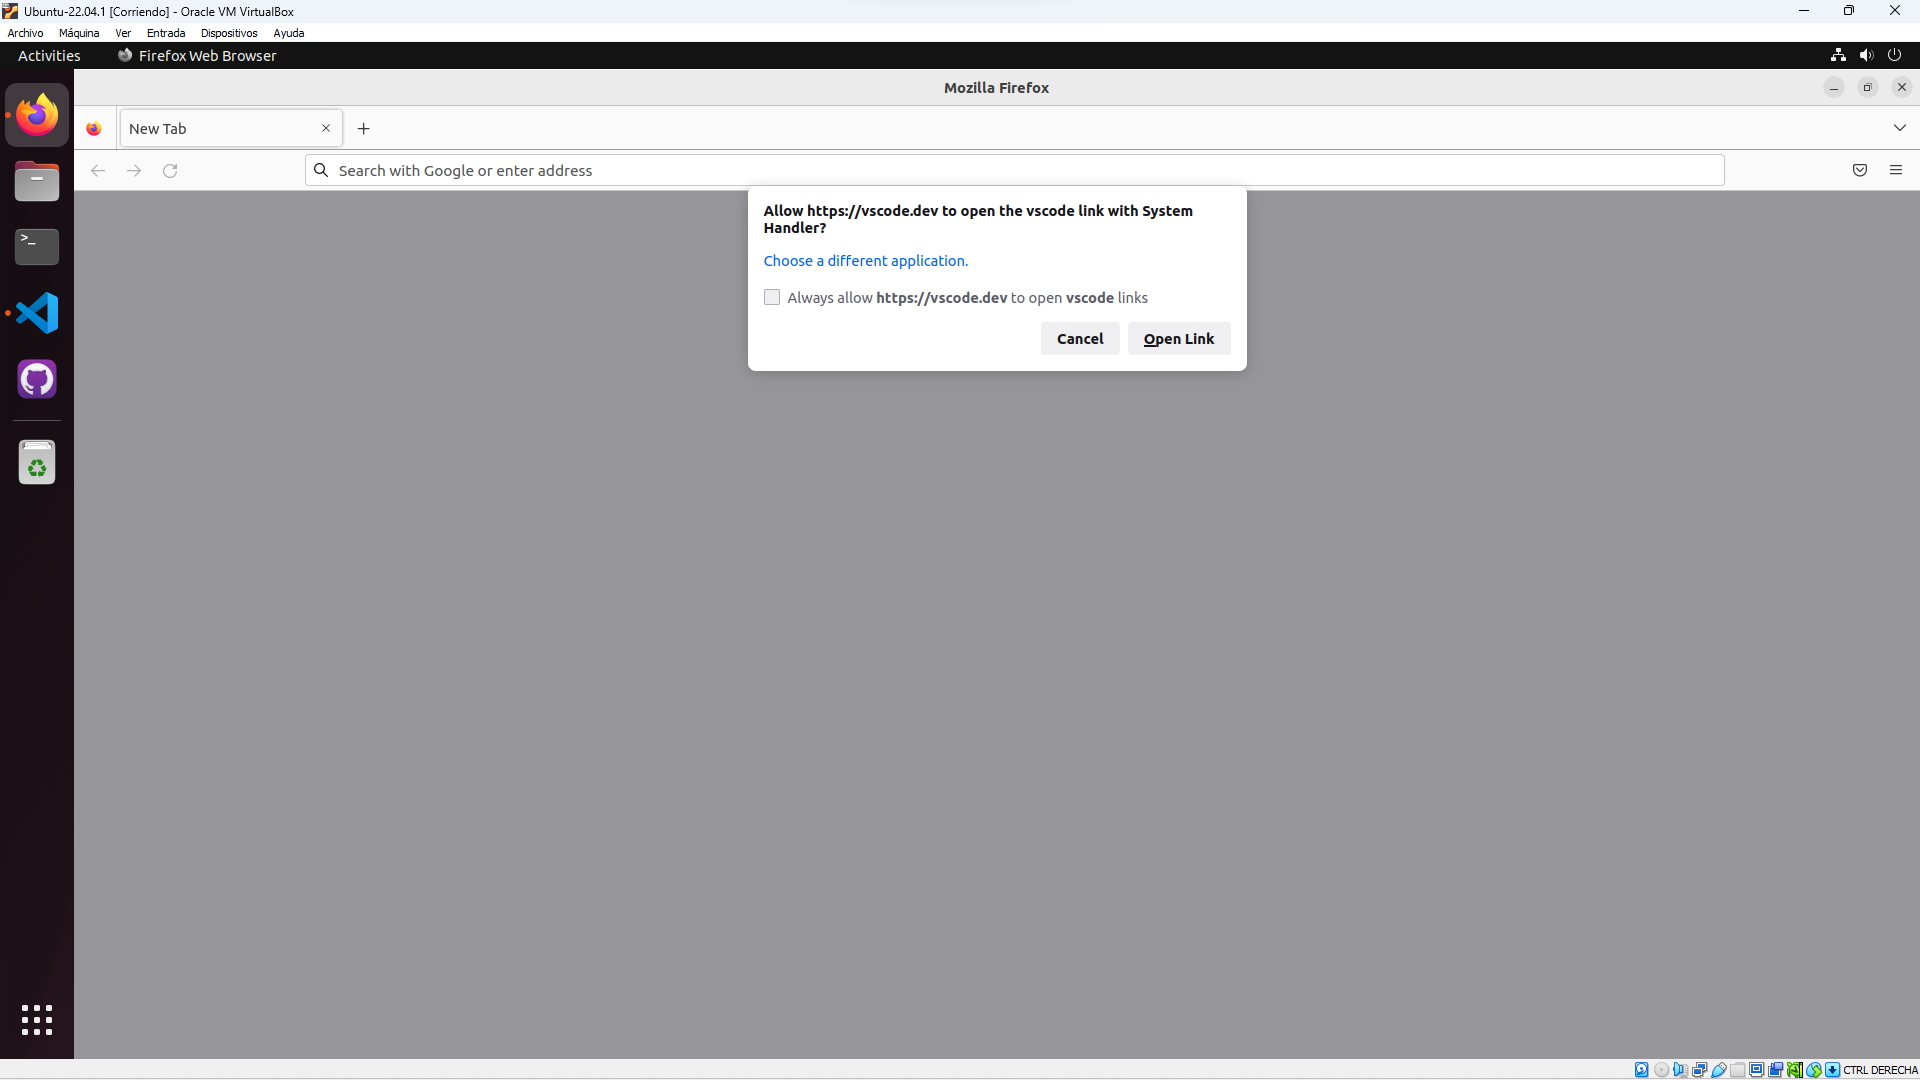 Ubuntu-22.04.1 [Corriendo] - Oracle VM VirtualBox
Archivo Máquina Ver Entrada Dispositivos Ayuda
Activities Firefox Web Browser
Mozilla Firefox
New Tab
Search with Google or enter address
Allow https://vscode.dev to open the vscode link with System
Handler?
Choose a different application.
Always allow https://vscode.dev to open vscode links
Cancel Open Link
>_
CTRL DERECHA